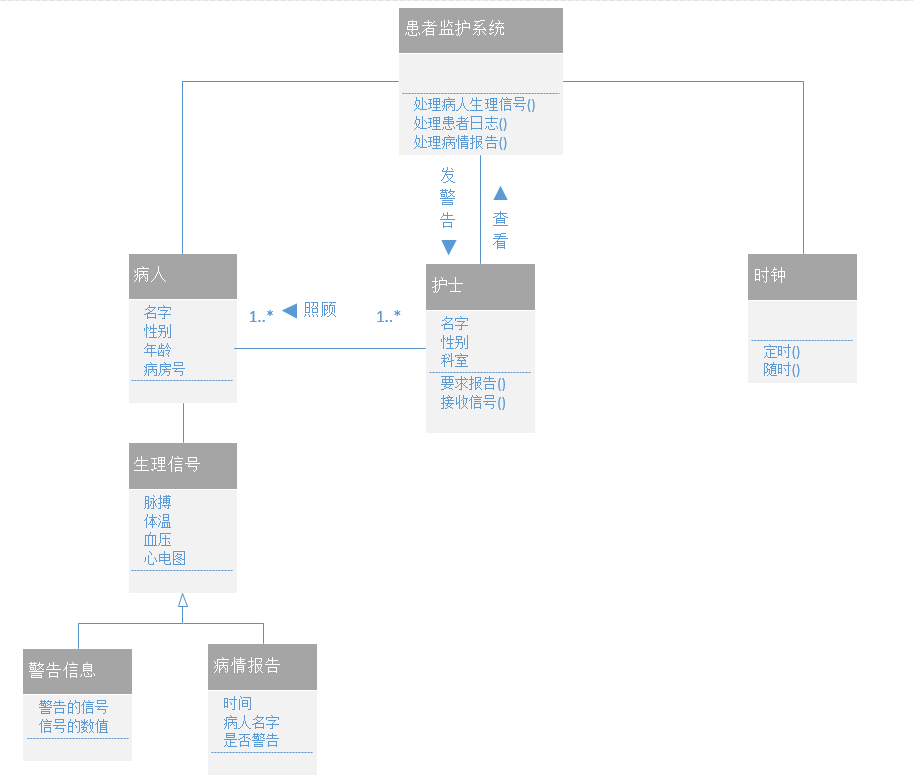 患者监护系统
处理病人生理信号()
处理患者日志()
处理病情报告()
发警告
查看
病人
名字
性别
年龄
病房号
1..*
照顾
1..*
护士
名字
性别
科室
要求报告()
接收信号()
时钟
定时()
随时()
生理信号
脉搏
体温
血压
心电图
警告信息
警告的信号
信号的数值
病情报告
时间
病人名字
是否警告